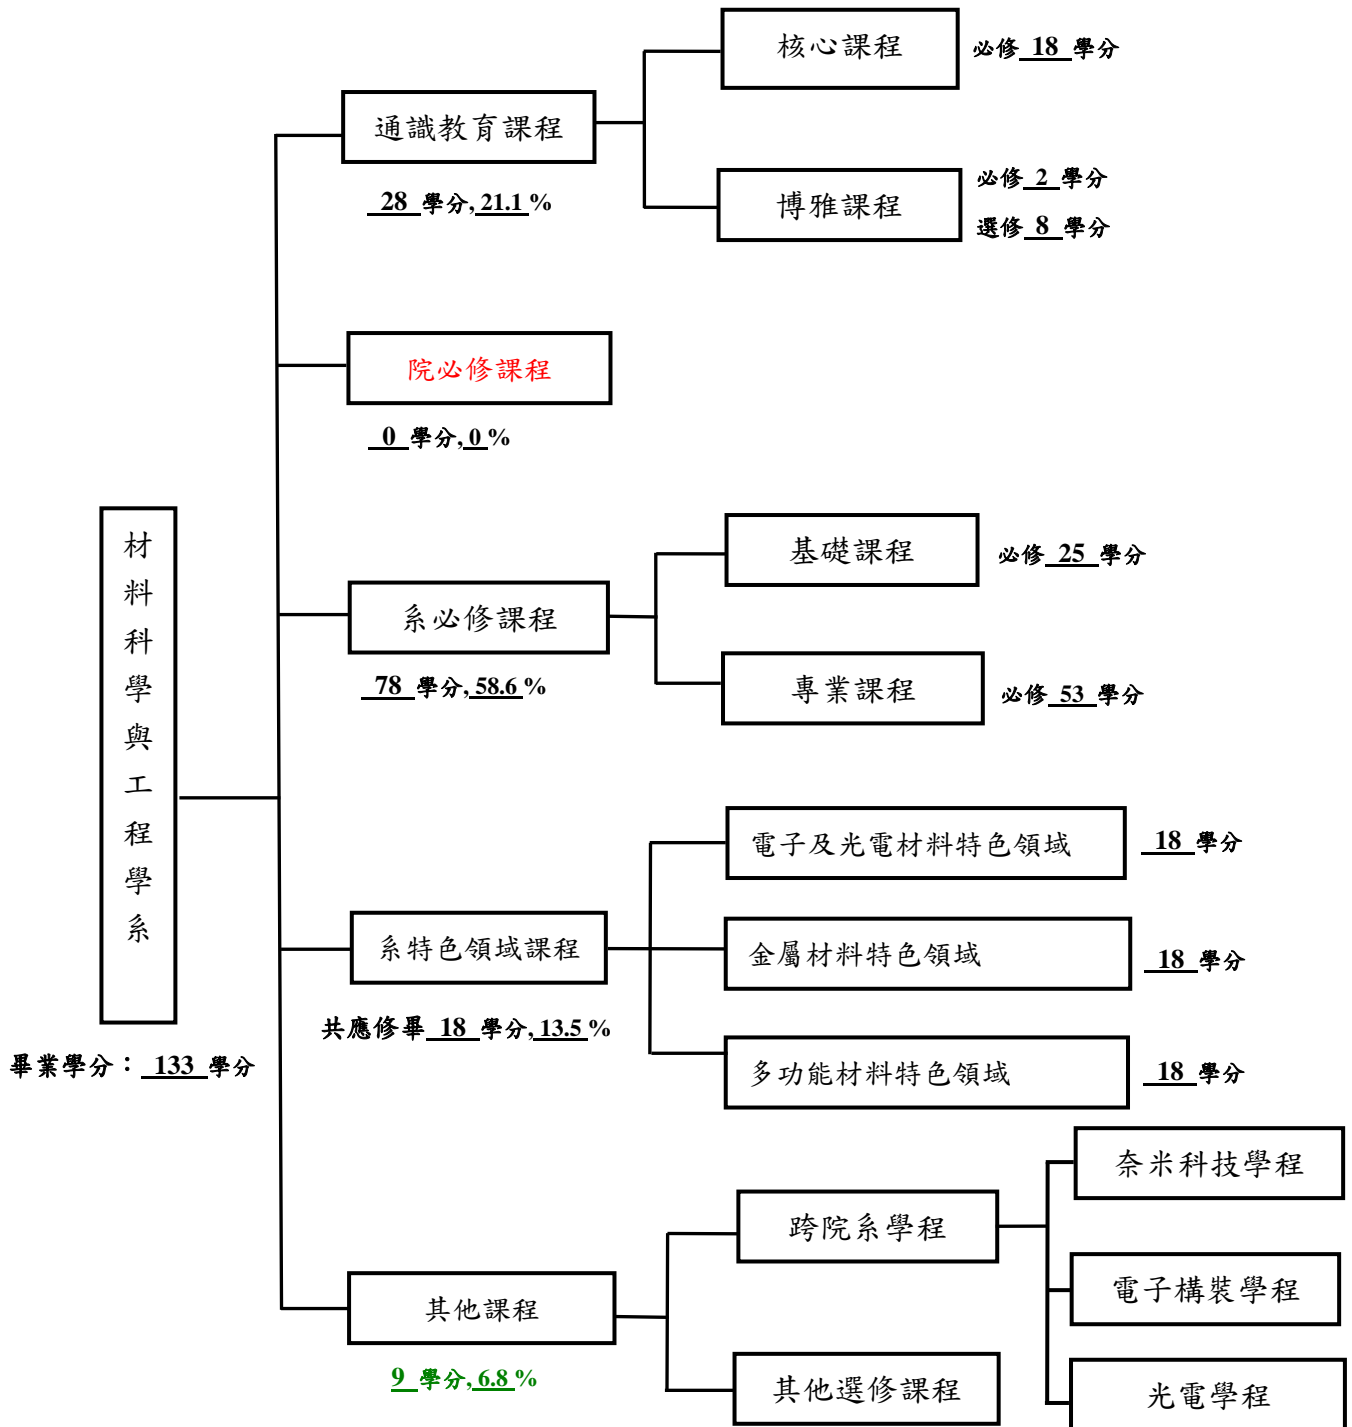 核心課程
必修 18 學分
通識教育課程
28 學分, 21.1 %
博雅課程
必修 2 學分
選修 8 學分
院必修課程
0 學分, 0 %
材料科學與工程學系
畢業學分： 133 學分
系必修課程
78 學分, 58.6 %
基礎課程
必修 25 學分
專業課程
必修 53 學分
系特色領域課程
共應修畢 18 學分, 13.5 %
電子及光電材料特色領域
18 學分
金屬材料特色領域
18 學分
多功能材料特色領域
18 學分
其他課程
9 學分, 6.8 %
跨院系學程
奈米科技學程
電子構裝學程
光電學程
其他選修課程